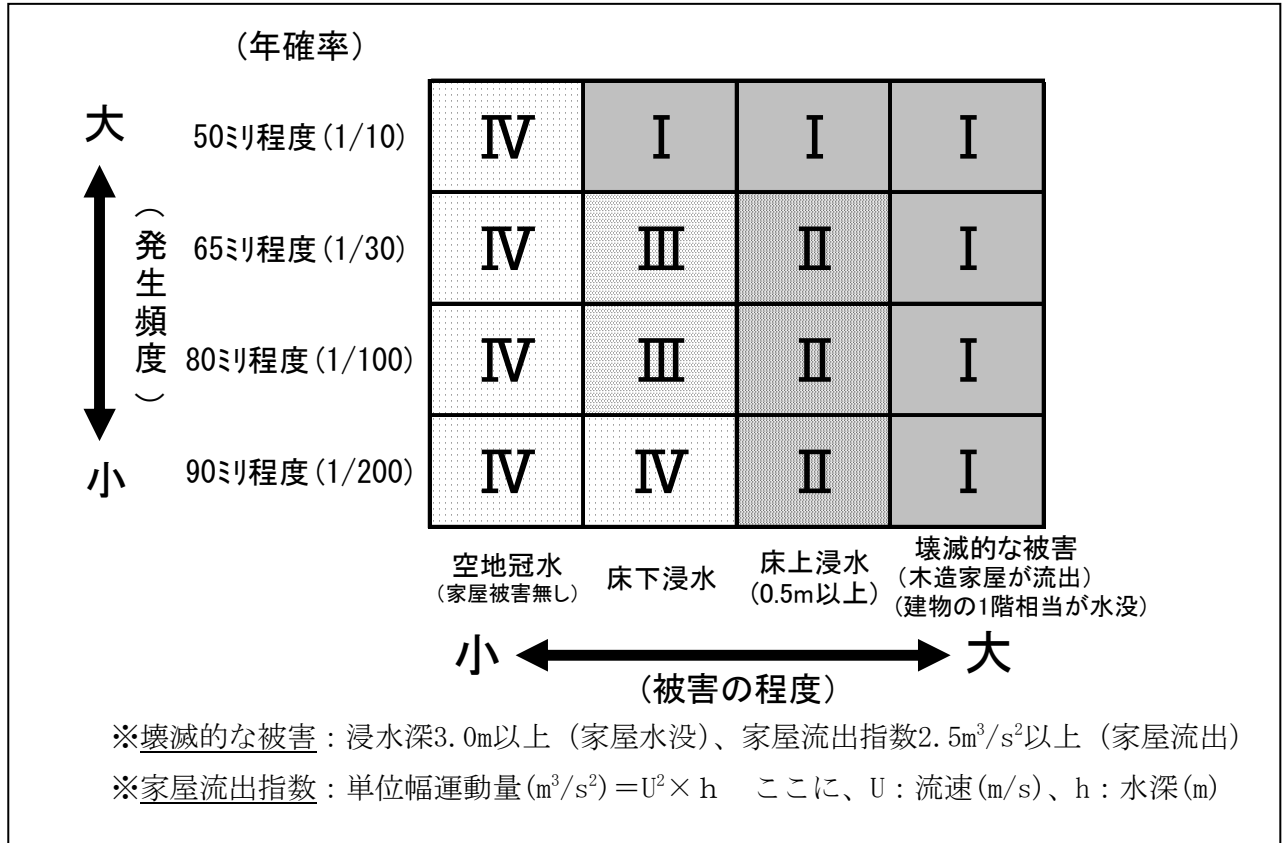 （年確率）
大
（発生頻度）
小
50ﾐﾘ程度(1/10) Ⅳ Ⅰ Ⅰ Ⅰ
65ﾐﾘ程度(1/30) Ⅳ Ⅲ Ⅱ Ⅰ
80ﾐﾘ程度(1/100) Ⅳ Ⅲ Ⅱ Ⅰ
90ﾐﾘ程度(1/200) Ⅳ Ⅳ Ⅱ Ⅰ
空地冠水
（家屋被害無し）
床下浸水
床上浸水
(0.5m以上)
壊滅的な被害
（木造家屋が流出）
（建物の1階相当が水没）
小 大
（被害の程度）
※壊滅的な被害：浸水深3.0m以上（家屋水没）、家屋流出指数2.5m³/s²以上（家屋流出）
※家屋流出指数：単位幅運動量(m³/s²)＝U²×ｈ　ここに、U：流速(m/s)、h：水深(m)